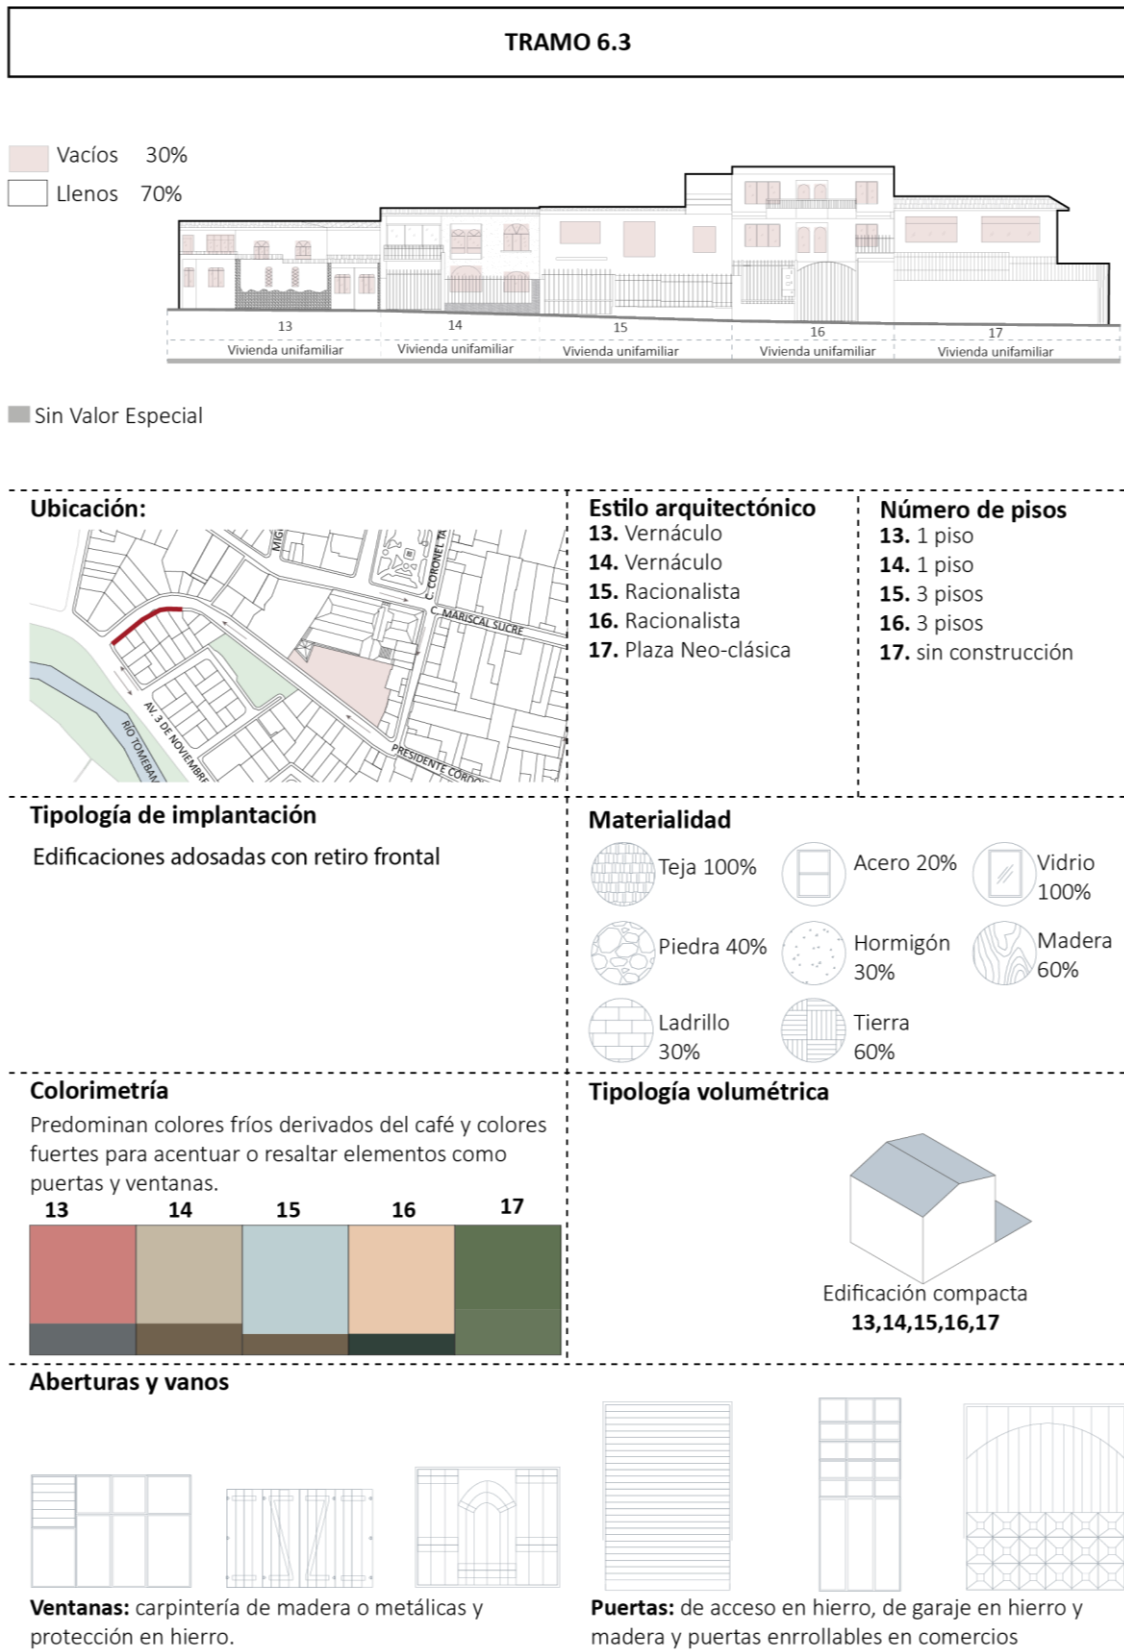 TRAMO 6.3
Vacíos 30%
Llenos 70%
13
14
15
16
17
Vivienda unifamiliar
Vivienda unifamiliar
Vivienda unifamiliar
Vivienda unifamiliar
Vivienda unifamiliar
Sin Valor Especial
Ubicación:
C. MARISCAL SUCRE
AV. 3 DE NOVIEMBRE
Estilo arquitectónico
13. Vernáculo
14. Vernáculo
15. Racionalista
16. Racionalista
17. Plaza Neo-clásica
Número de pisos
13. 1 piso
14. 1 piso
15. 3 pisos
16. 3 pisos
17. sin construcción
Tipología de implantación
Edificaciones adosadas con retiro frontal
Materialidad
Teja 100%
Acero 20%
Vidrio
100%
Piedra 40%
Hormigón
30%
Madera
60%
Ladrillo
30%
Tierra
60%
Colorimetría
Predominan colores fríos derivados del café y colores
fuertes para acentuar o resaltar elementos como
puertas y ventanas.
13 14 15 16 17
Tipología volumétrica
Edificación compacta
13,14,15,16,17
Aberturas y vanos
Ventanas: carpintería de madera o metálicas y
protección en hierro.
Puertas: de acceso en hierro, de garaje en hierro y
madera y puertas enrrollables en comercios